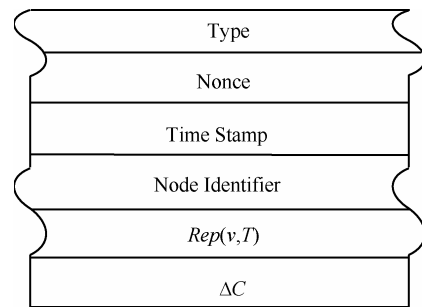 Type
Nonce
Time Stamp
Node Identifier
Rep(v,T)
ΔC